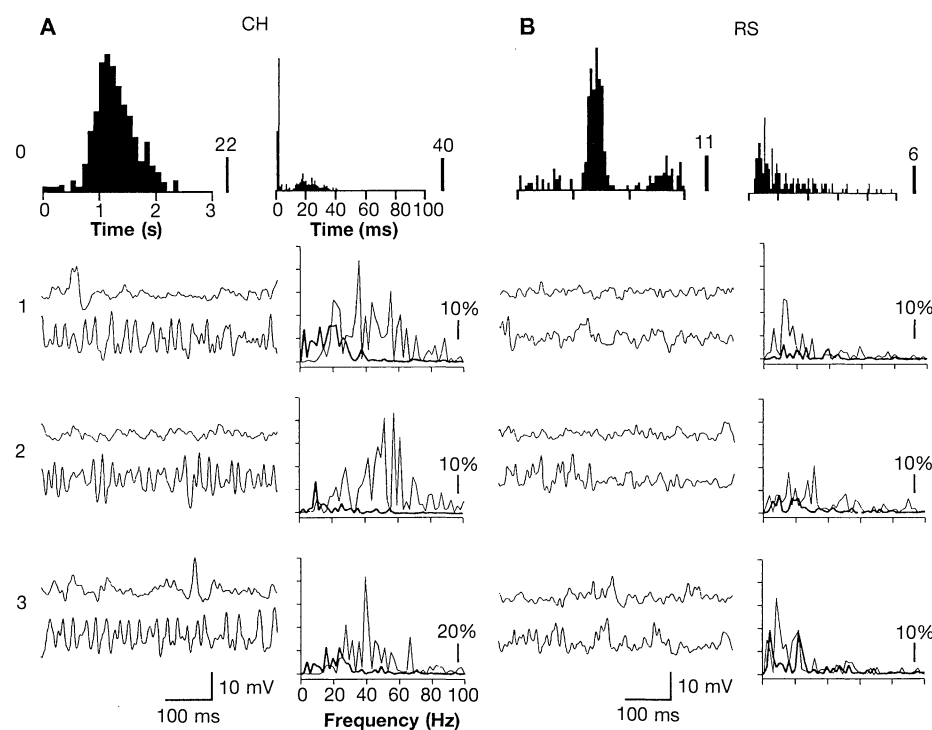 A CH B RS
0 22 40 11 6
0 1 2 3 0 20 40 60 80 100
Time (s) Time (ms)
1 10% 10%
2 10% 10%
3 20% 10%
10 mV 10 mV
100 ms 0 20 40 60 80 100 100 ms
Frequency (Hz)